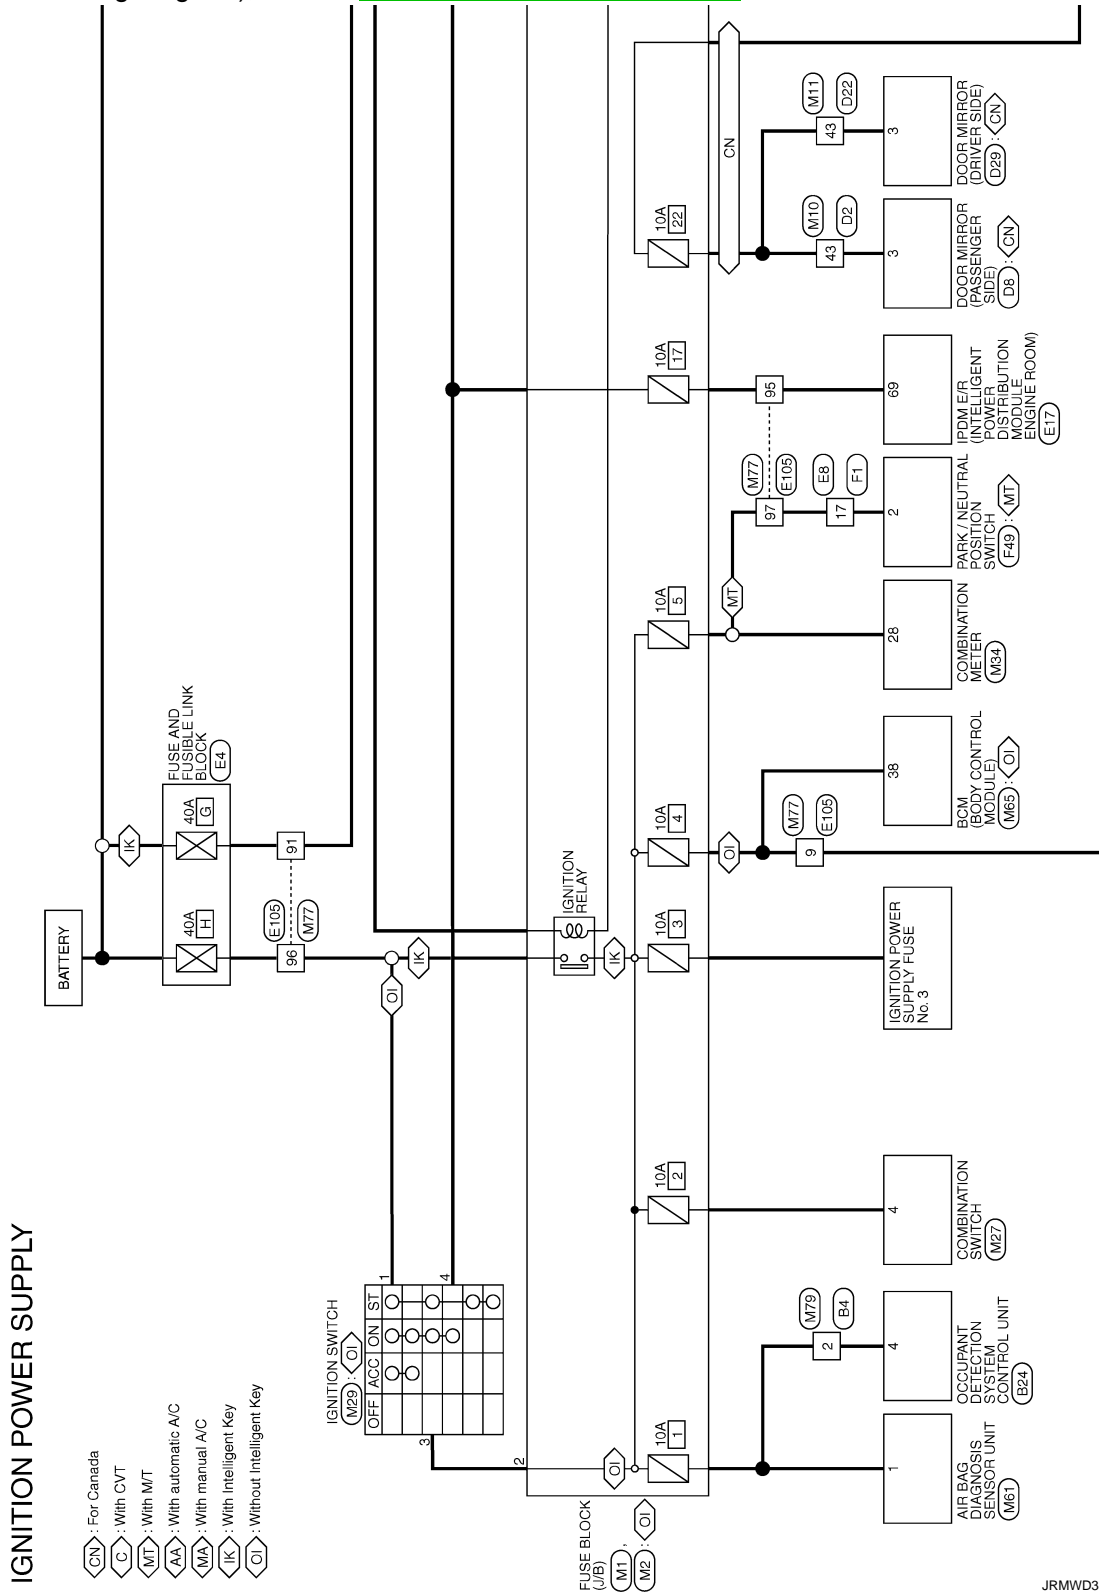 IGNITION POWER SUPPLY
CN : For Canada
C : With CVT
MT : With M/T
AA : With automatic A/C
MA : With manual A/C
IK : With Intelligent Key
OI : Without Intelligent Key
BATTERY
IK
FUSE AND
FUSIBLE LINK
BLOCK
E4
40A
H
40A
G
E105
M77
96
91
OI
IK
IGNITION SWITCH
M29 : OI
OFF
ACC
ON
ST
1
4
3
2
IGNITION
RELAY
FUSE BLOCK
(J/B)
M1 ,
M2 : OI
OI
IK
10A
1
10A
2
10A
3
10A
4
10A
5
10A
17
10A
22
CN
OI
MT
M79
B4
2
M77
E105
9
M77
E105
97
95
E8
F1
17
M10
D2
43
M11
D22
43
1
AIR BAG
DIAGNOSIS
SENSOR UNIT
M61
4
OCCUPANT
DETECTION
SYSTEM
CONTROL UNIT
B24
4
COMBINATION
SWITCH
M27
IGNITION POWER
SUPPLY FUSE
No. 3
38
BCM
(BODY CONTROL
MODULE)
M65 : OI
28
COMBINATION
METER
M34
2
PARK / NEUTRAL
POSITION
SWITCH
F49 : MT
69
IPDM E/R
(INTELLIGENT
POWER
DISTRIBUTION
MODULE
ENGINE ROOM)
E17
3
DOOR MIRROR
(PASSENGER
SIDE)
D8 : CN
3
DOOR MIRROR
(DRIVER SIDE)
D29 : CN
JRMWD3